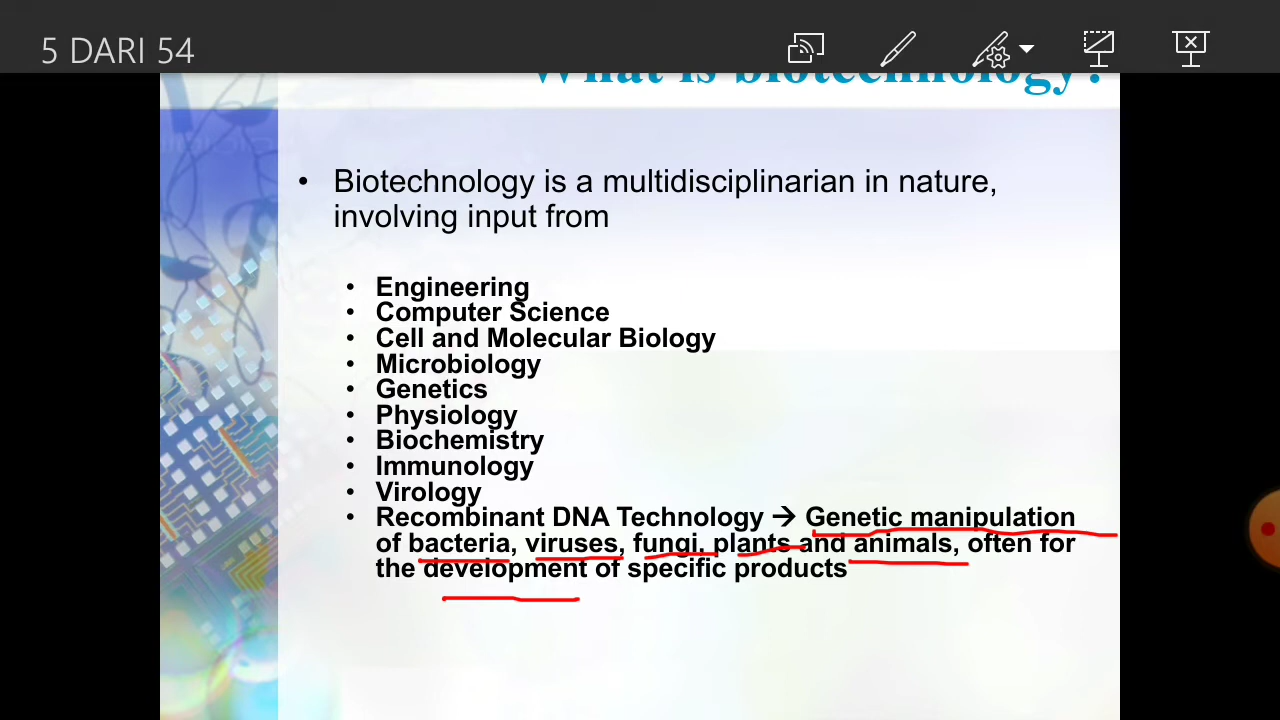 5 DARI 54
What is biotechnology?
• Biotechnology is a multidisciplinarian in nature,
involving input from
• Engineering
• Computer Science
• Cell and Molecular Biology
• Microbiology
• Genetics
• Physiology
• Biochemistry
• Immunology
• Virology
• Recombinant DNA Technology → Genetic manipulation
of bacteria, viruses, fungi, plants and animals, often for
the development of specific products